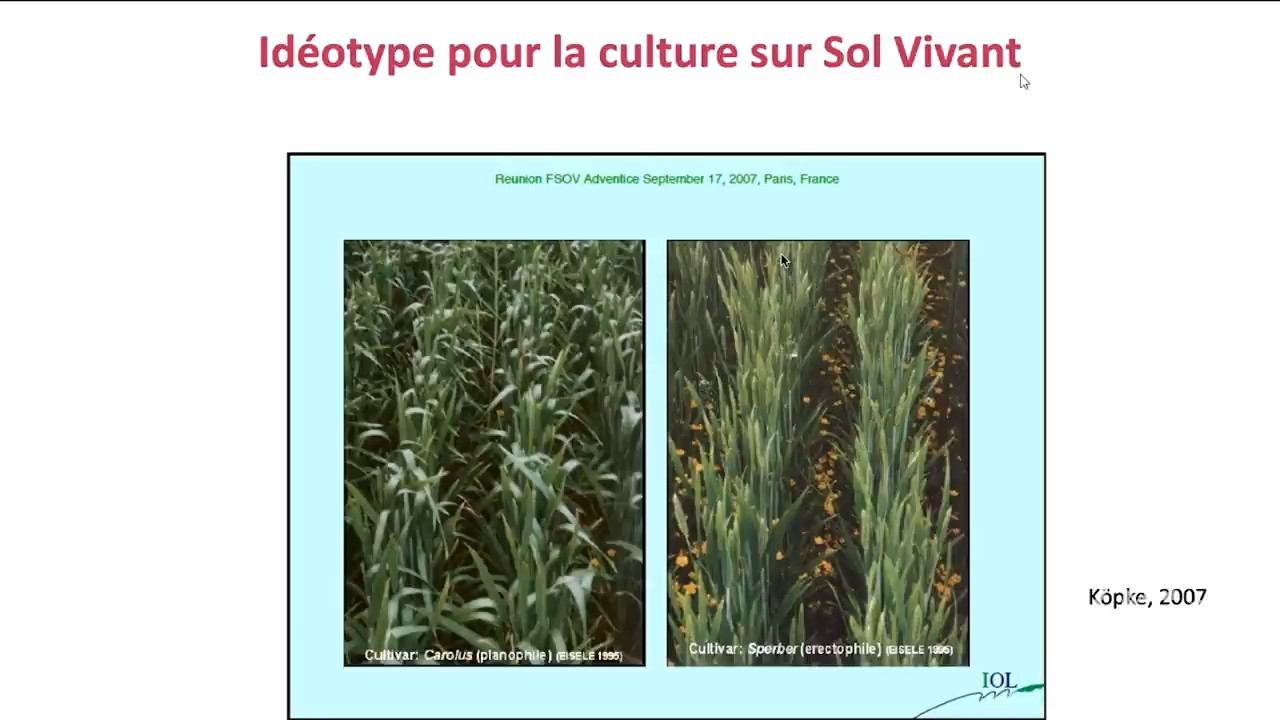 Idéotype pour la culture sur Sol Vivant
Reunion FSOV Adventice September 17, 2007, Paris, France
Cultivar: Carolus (planophile) (EISELE 1995)
Cultivar: Sperber (erectophile) (EISELE 1995)
Köpke, 2007
IOL